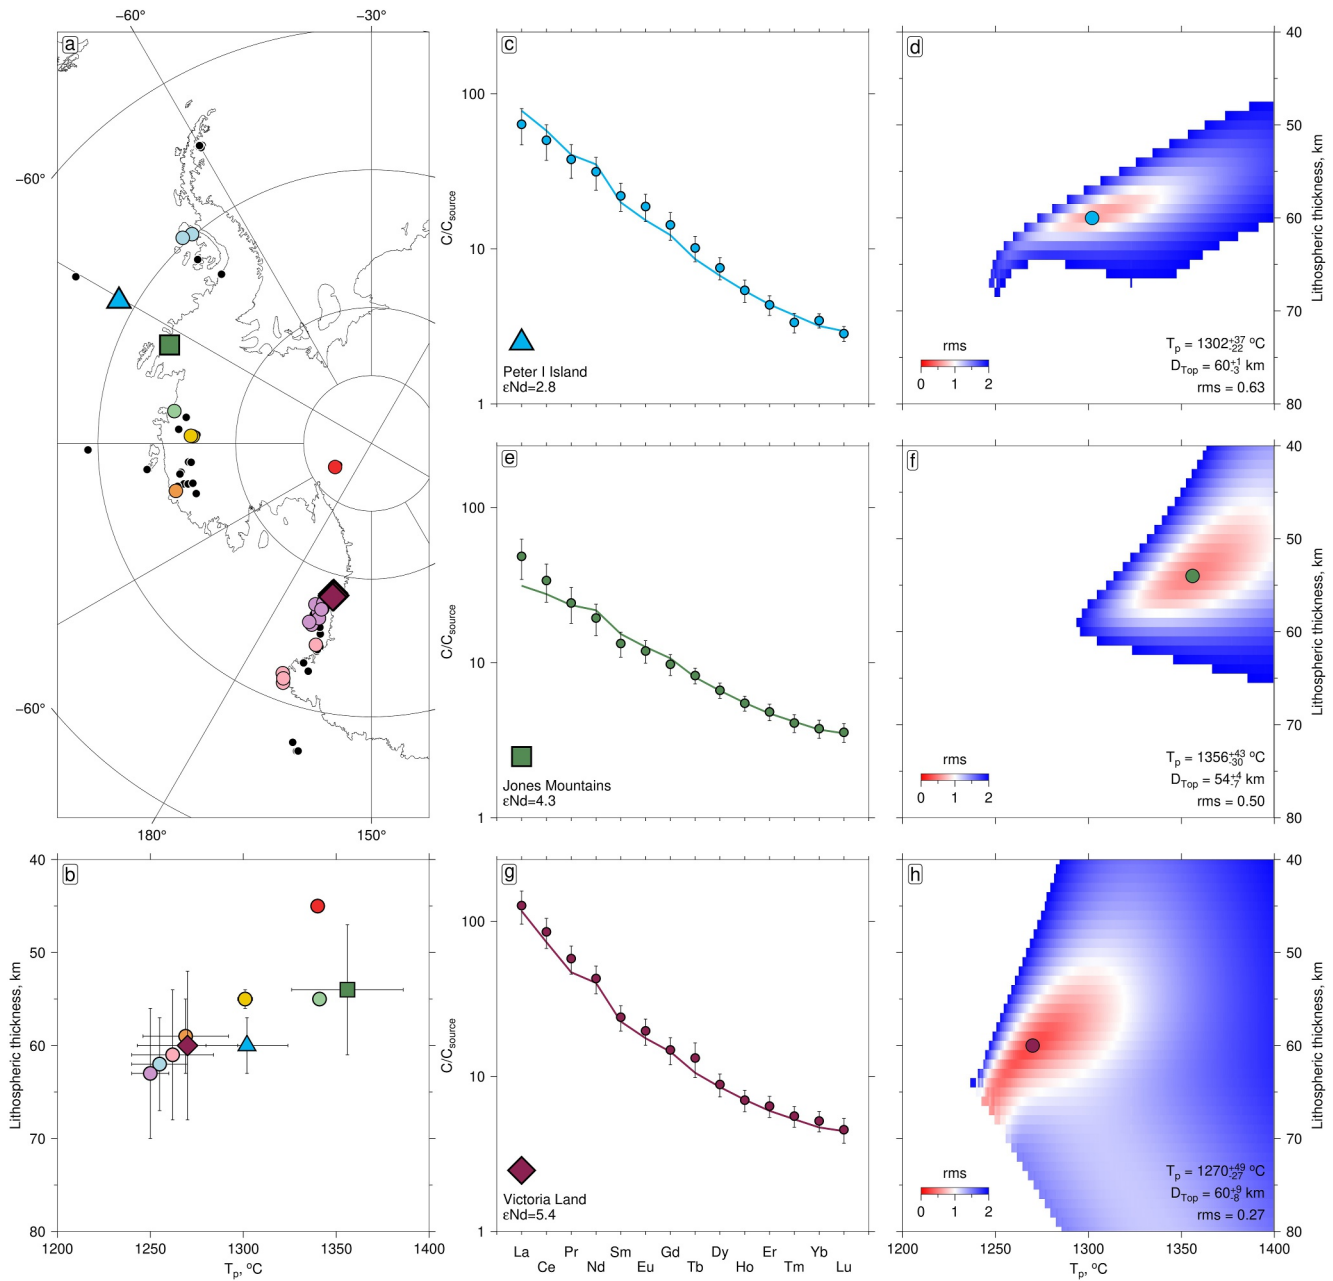 −60°
−30°
a
−60°
−60°
180°
150°
c
100
10
1
C/Csource
Peter I Island
εNd=2.8
d
40
50
60
70
80
Lithospheric thickness, km
rms
0 1 2
Tp = 1302+37-22 ºC
DTop = 60+1-3 km
rms = 0.63
e
100
10
1
C/Csource
Jones Mountains
εNd=4.3
f
40
50
60
70
80
Lithospheric thickness, km
rms
0 1 2
Tp = 1356+43-30 ºC
DTop = 54+4-7 km
rms = 0.50
b
40
50
60
70
80
Lithospheric thickness, km
1200 1250 1300 1350 1400
Tp, ºC
g
100
10
1
C/Csource
Victoria Land
εNd=5.4
La Pr Sm Gd Dy Er Yb
Ce Nd Eu Tb Ho Tm Lu
h
40
50
60
70
80
Lithospheric thickness, km
rms
0 1 2
Tp = 1270+49-27 ºC
DTop = 60+9-8 km
rms = 0.27
1200 1250 1300 1350 1400
Tp, ºC